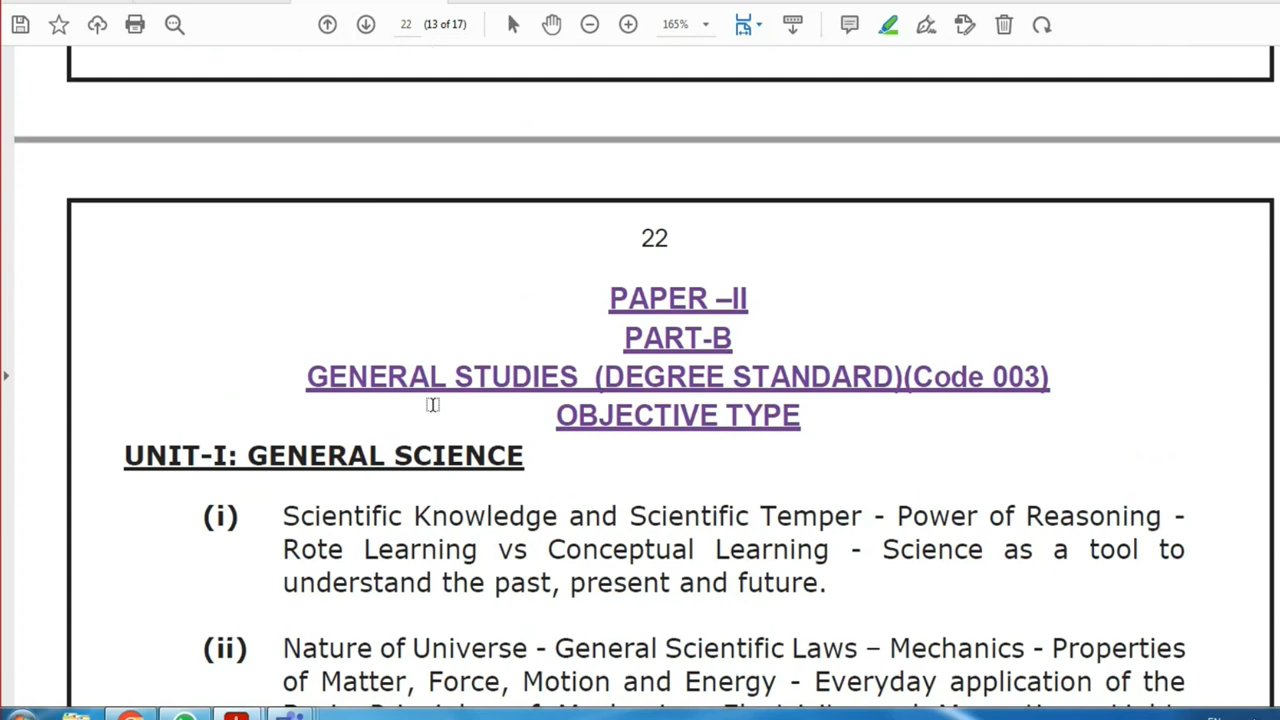 22 (13 of 17) 165%
22
PAPER –II
PART-B
GENERAL STUDIES (DEGREE STANDARD)(Code 003)
OBJECTIVE TYPE
UNIT-I: GENERAL SCIENCE
(i) Scientific Knowledge and Scientific Temper - Power of Reasoning -
Rote Learning vs Conceptual Learning - Science as a tool to
understand the past, present and future.
(ii) Nature of Universe - General Scientific Laws – Mechanics - Properties
of Matter, Force, Motion and Energy - Everyday application of the